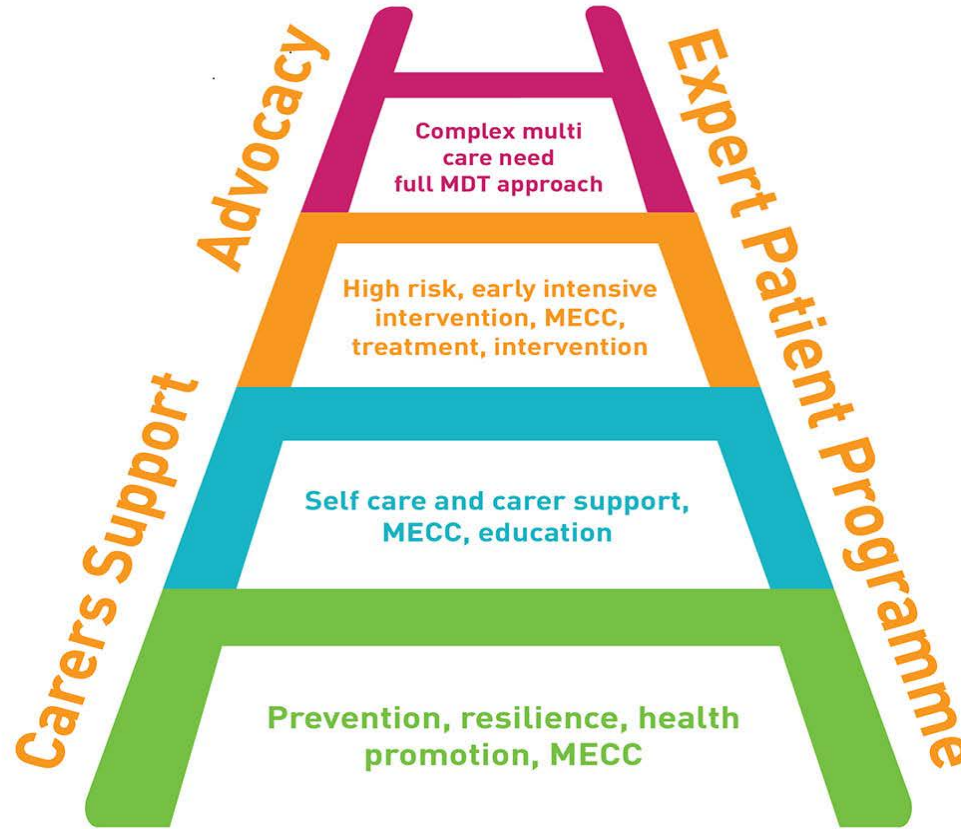 Advocacy
Carers Support
Expert Patient Programme
Complex multi
care need
full MDT approach
High risk, early intensive
intervention, MECC,
treatment, intervention
Self care and carer support,
MECC, education
Prevention, resilience, health
promotion, MECC